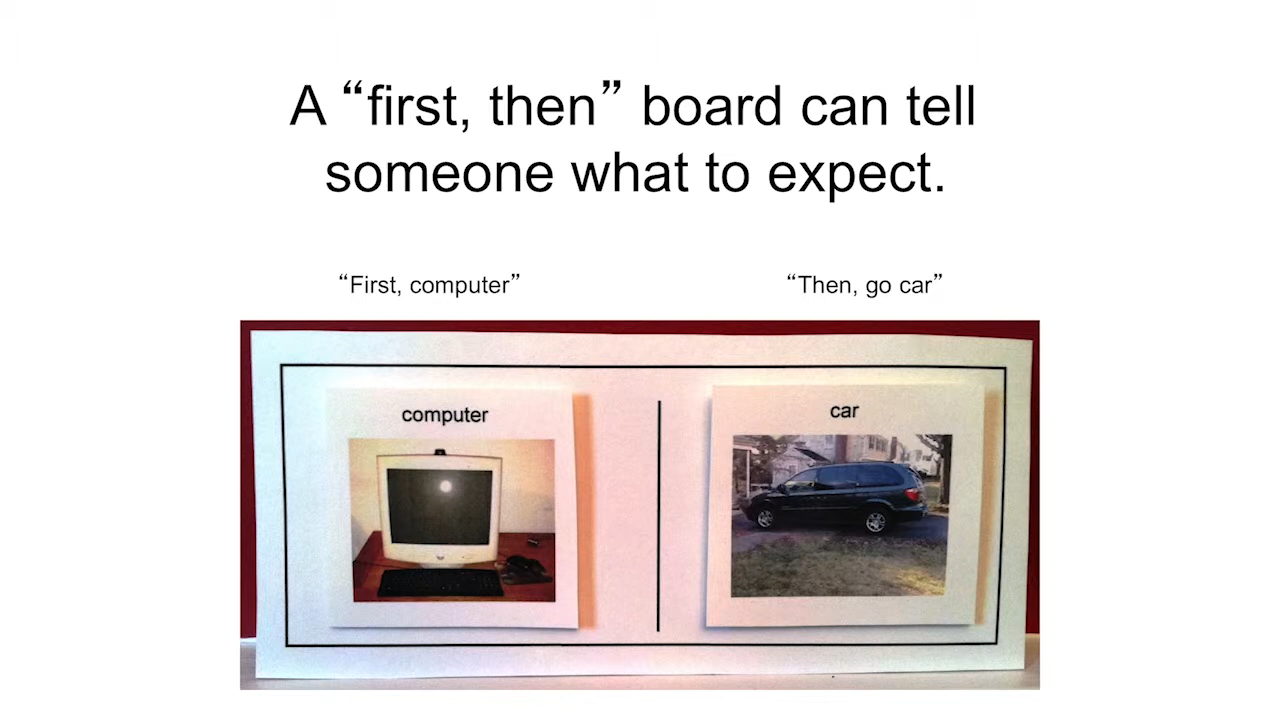 A “first, then” board can tell
someone what to expect.
“First, computer”
“Then, go car”
computer
car